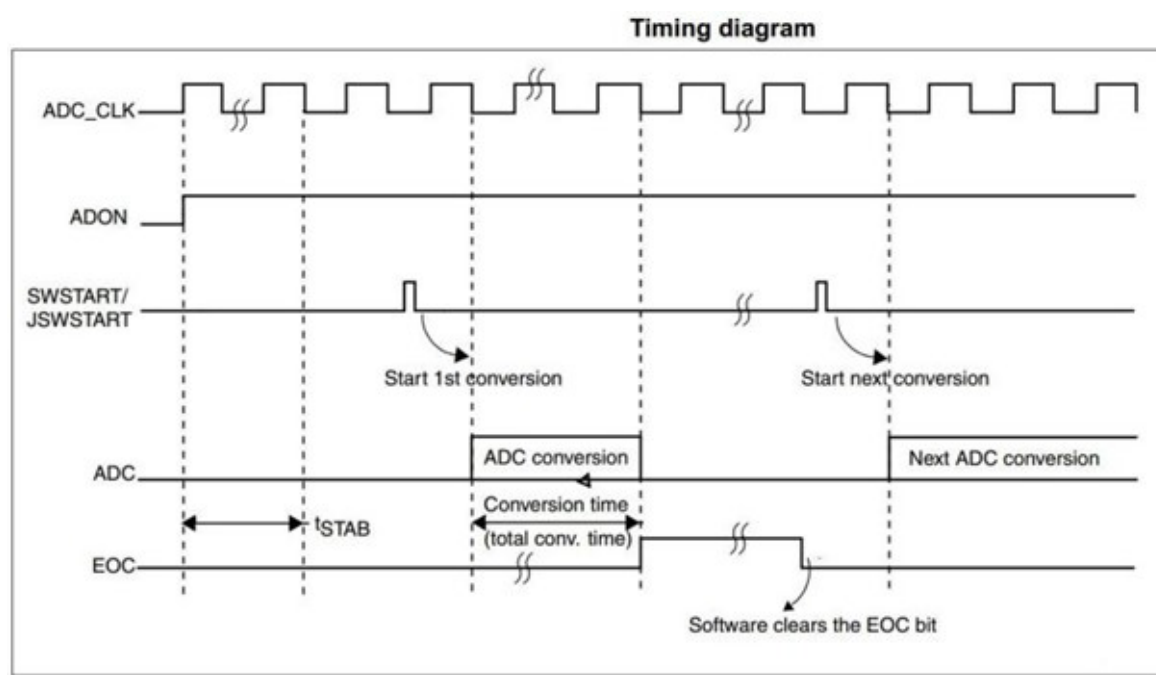 Timing diagram
ADC_CLK
ADON
SWSTART/
JSWSTART
Start 1st conversion
Start next conversion
ADC
ADC conversion
Next ADC conversion
Conversion time
(total conv. time)
tSTAB
EOC
Software clears the EOC bit